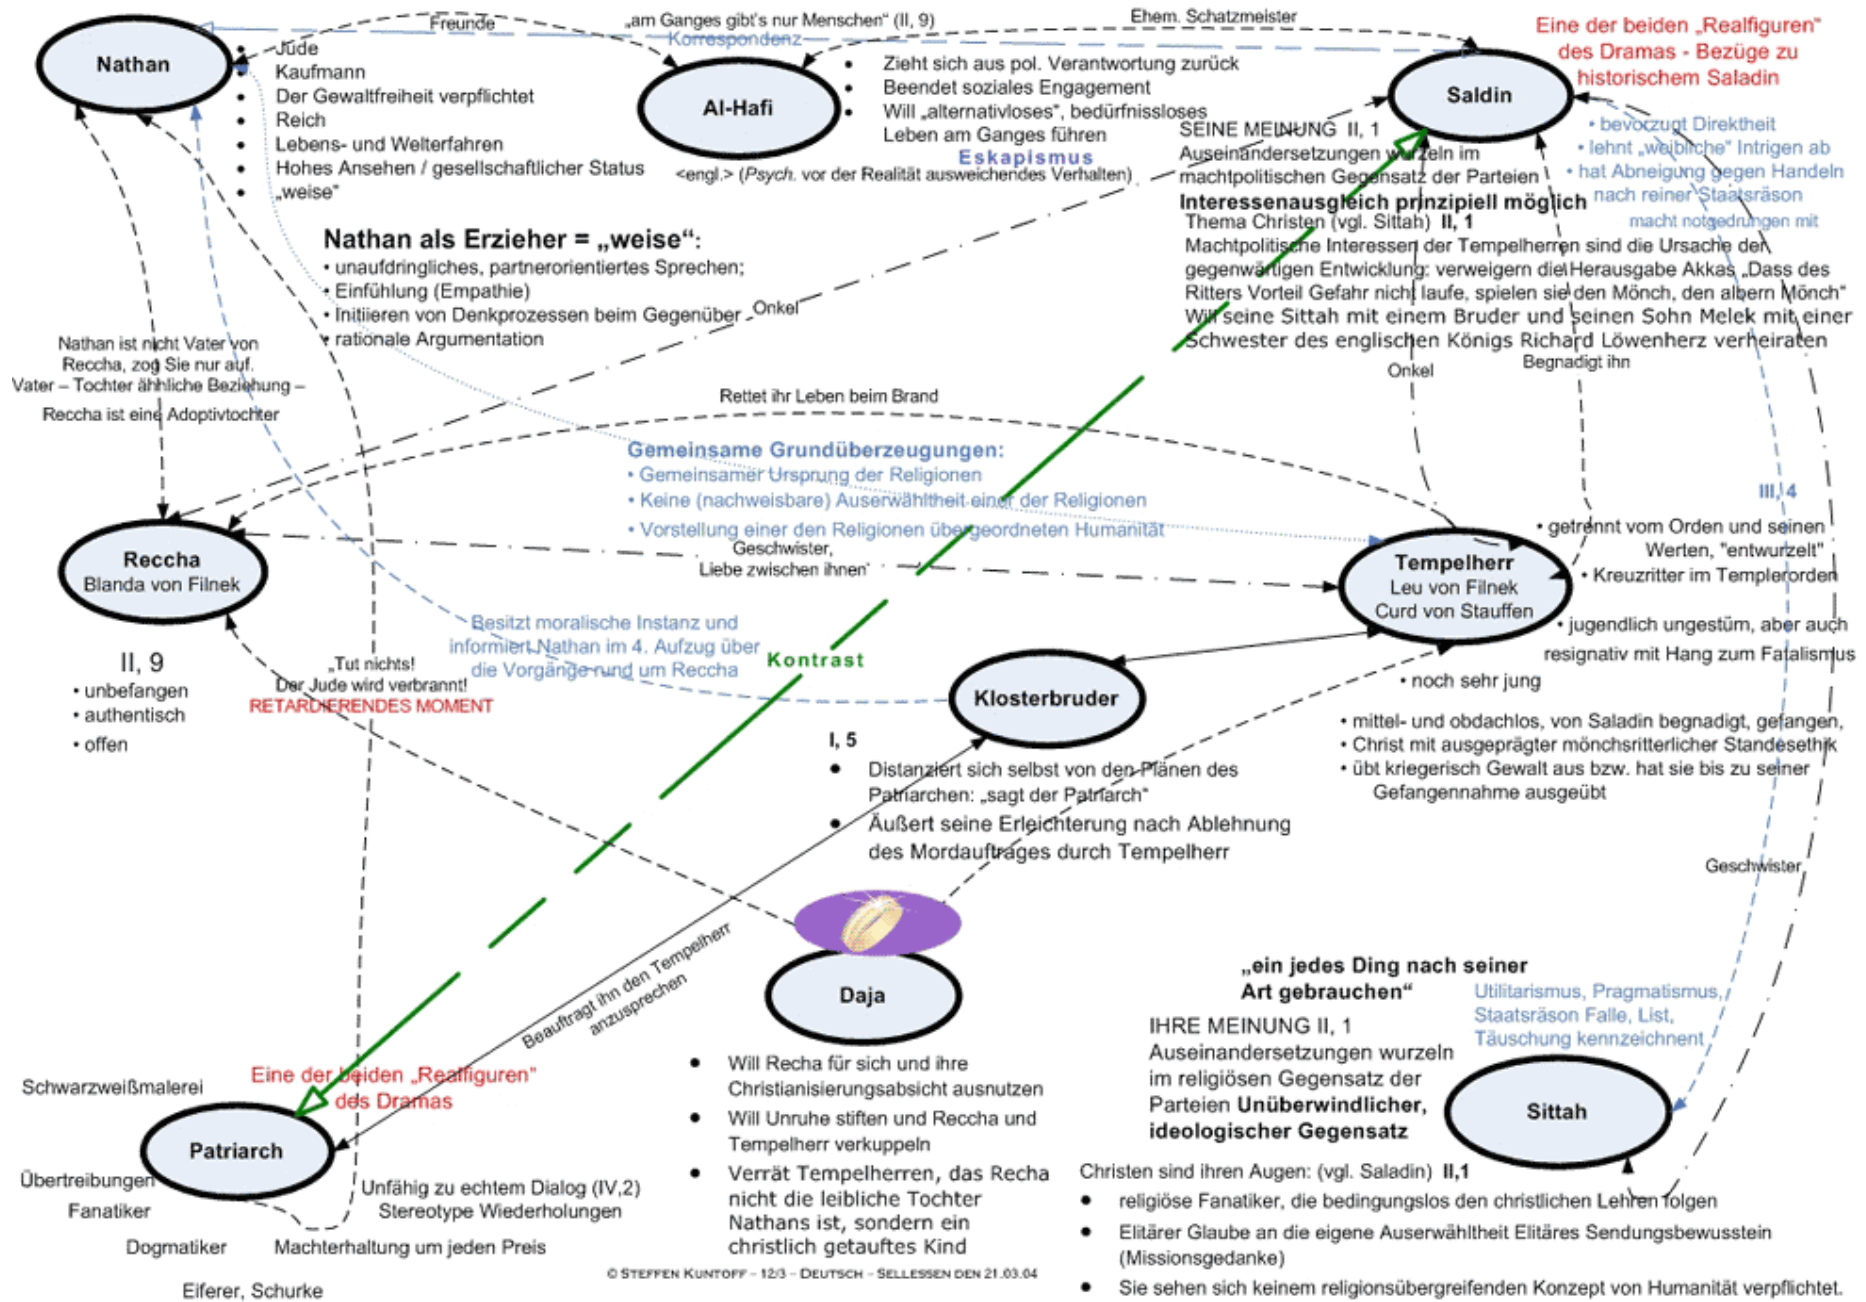 Nathan
Jude
Kaufmann
Der Gewaltfreiheit verpflichtet
Reich
Lebens- und Welterfahren
Hohes Ansehen / gesellschaftlicher Status
„weise“
Freunde
„am Ganges gibt's nur Menschen“ (II, 9)
Korrespondenz
Ehem. Schatzmeister
Al-Hafi
Zieht sich aus pol. Verantwortung zurück
Beendet soziales Engagement
Will „alternativloses“, bedürfnissloses
Leben am Ganges führen
Eskapismus
<engl.> (Psych. vor der Realität ausweichendes Verhalten)
Saldin
Eine der beiden „Realfiguren“
des Dramas - Bezüge zu
historischem Saladin
• bevorzugt Direktheit
• lehnt „weibliche“ Intrigen ab
• hat Abneigung gegen Handeln
nach reiner Staatsräson
macht notgedrungen mit
SEINE MEINUNG II, 1
Auseinandersetzungen wurzeln im
machtpolitischen Gegensatz der Parteien
Interessenausgleich prinzipiell möglich
Thema Christen (vgl. Sittah) II, 1
Machtpolitische Interessen der Tempelherren sind die Ursache der
gegenwärtigen Entwicklung: verweigern die Herausgabe Akkas „Dass des
Ritters Vorteil Gefahr nicht laufe, spielen sie den Mönch, den albern Mönch“
Will seine Sittah mit einem Bruder und seinen Sohn Melek mit einer
Schwester des englischen Königs Richard Löwenherz verheiraten
Nathan als Erzieher = „weise“:
• unaufdringliches, partnerorientiertes Sprechen;
• Einfühlung (Empathie)
• Initiieren von Denkprozessen beim Gegenüber
• rationale Argumentation
Onkel
Onkel
Begnadigt ihn
Nathan ist nicht Vater von
Reccha, zog Sie nur auf.
Vater – Tochter ähhliche Beziehung –
Reccha ist eine Adoptivtochter
Rettet ihr Leben beim Brand
Gemeinsame Grundüberzeugungen:
• Gemeinsamer Ursprung der Religionen
• Keine (nachweisbare) Auserwähltheit einer der Religionen
• Vorstellung einer den Religionen übergeordneten Humanität
Geschwister,
Liebe zwischen ihnen
III, 4
Reccha
Blanda von Filnek
II, 9
• unbefangen
• authentisch
• offen
Tempelherr
Leu von Filnek
Curd von Stauffen
• getrennt vom Orden und seinen
Werten, "entwurzelt"
• Kreuzritter im Templerorden
• jugendlich ungestüm, aber auch
resignativ mit Hang zum Fatalismus
• noch sehr jung
• mittel- und obdachlos, von Saladin begnadigt, gefangen,
• Christ mit ausgeprägter mönchsritterlicher Standesethik
• übt kriegerisch Gewalt aus bzw. hat sie bis zu seiner
Gefangennahme ausgeübt
Besitzt moralische Instanz und
informiert Nathan im 4. Aufzug über
die Vorgänge rund um Reccha
Kontrast
„Tut nichts!
Der Jude wird verbrannt!
RETARDIERENDES MOMENT
Klosterbruder
I, 5
Distanziert sich selbst von den Plänen des
Patriarchen: „sagt der Patriarch“
Äußert seine Erleichterung nach Ablehnung
des Mordauftrages durch Tempelherr
Geschwister
Beauftragt ihn den Tempelherr
anzusprechen
Daja
Will Recha für sich und ihre
Christianisierungsabsicht ausnutzen
Will Unruhe stiften und Reccha und
Tempelherr verkuppeln
Verrät Tempelherren, das Recha
nicht die leibliche Tochter
Nathans ist, sondern ein
christlich getauftes Kind
„ein jedes Ding nach seiner
Art gebrauchen“
Utilitarismus, Pragmatismus,
Staatsräson Falle, List,
Täuschung kennzeichnent
IHRE MEINUNG II, 1
Auseinandersetzungen wurzeln
im religiösen Gegensatz der
Parteien Unüberwindlicher,
ideologischer Gegensatz
Sittah
Christen sind ihren Augen: (vgl. Saladin) II,1
religiöse Fanatiker, die bedingungslos den christlichen Lehren folgen
Elitärer Glaube an die eigene Auserwähltheit Elitäres Sendungsbewusstein
(Missionsgedanke)
Sie sehen sich keinem religionsübergreifenden Konzept von Humanität verpflichtet.
Eine der beiden „Realfiguren“
des Dramas
Schwarzweißmalerei
Patriarch
Übertreibungen
Fanatiker
Unfähig zu echtem Dialog (IV,2)
Stereotype Wiederholungen
Dogmatiker
Machterhaltung um jeden Preis
Eiferer, Schurke
© STEFFEN KUNTOFF – 12/3 – DEUTSCH – SELLESSEN DEN 21.03.04